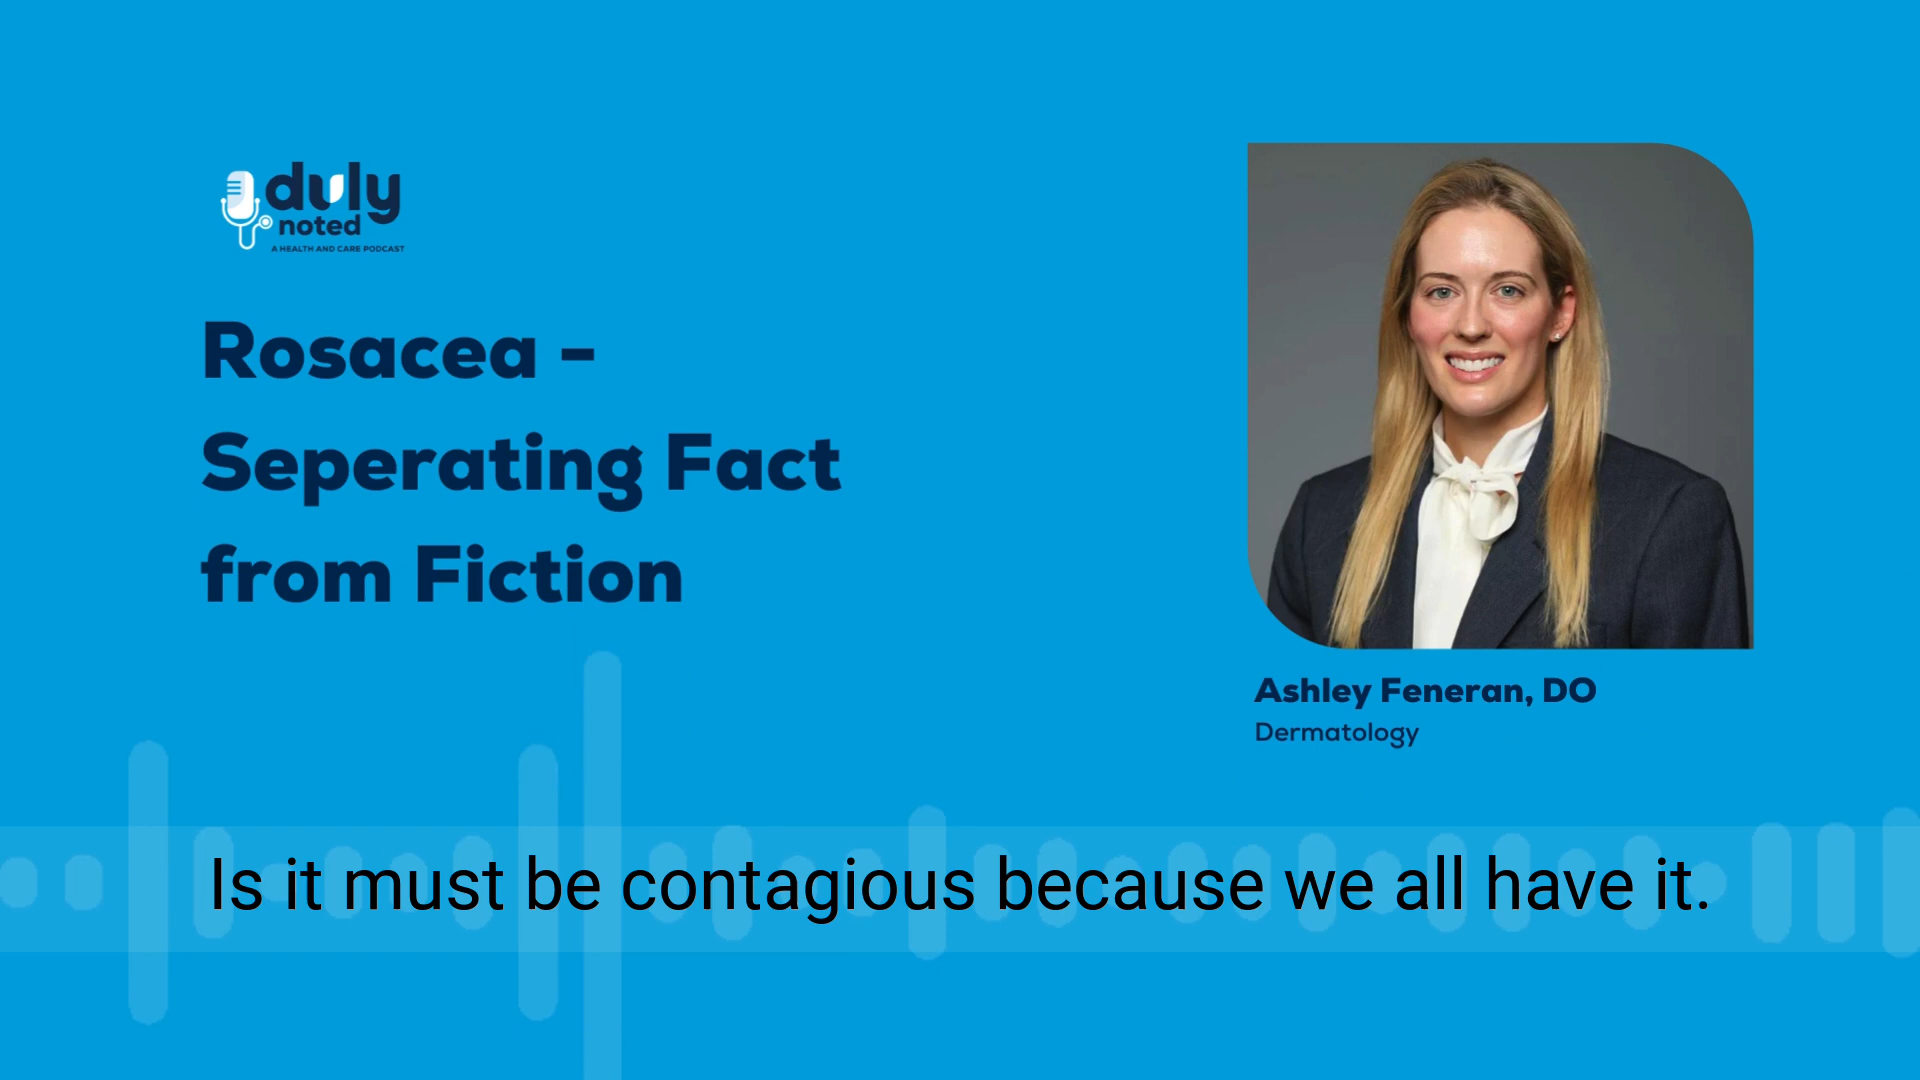 duly
noted
A HEALTH AND CARE PODCAST
Rosacea -
Seperating Fact
from Fiction
Ashley Feneran, DO
Dermatology
Is it must be contagious because we all have it.